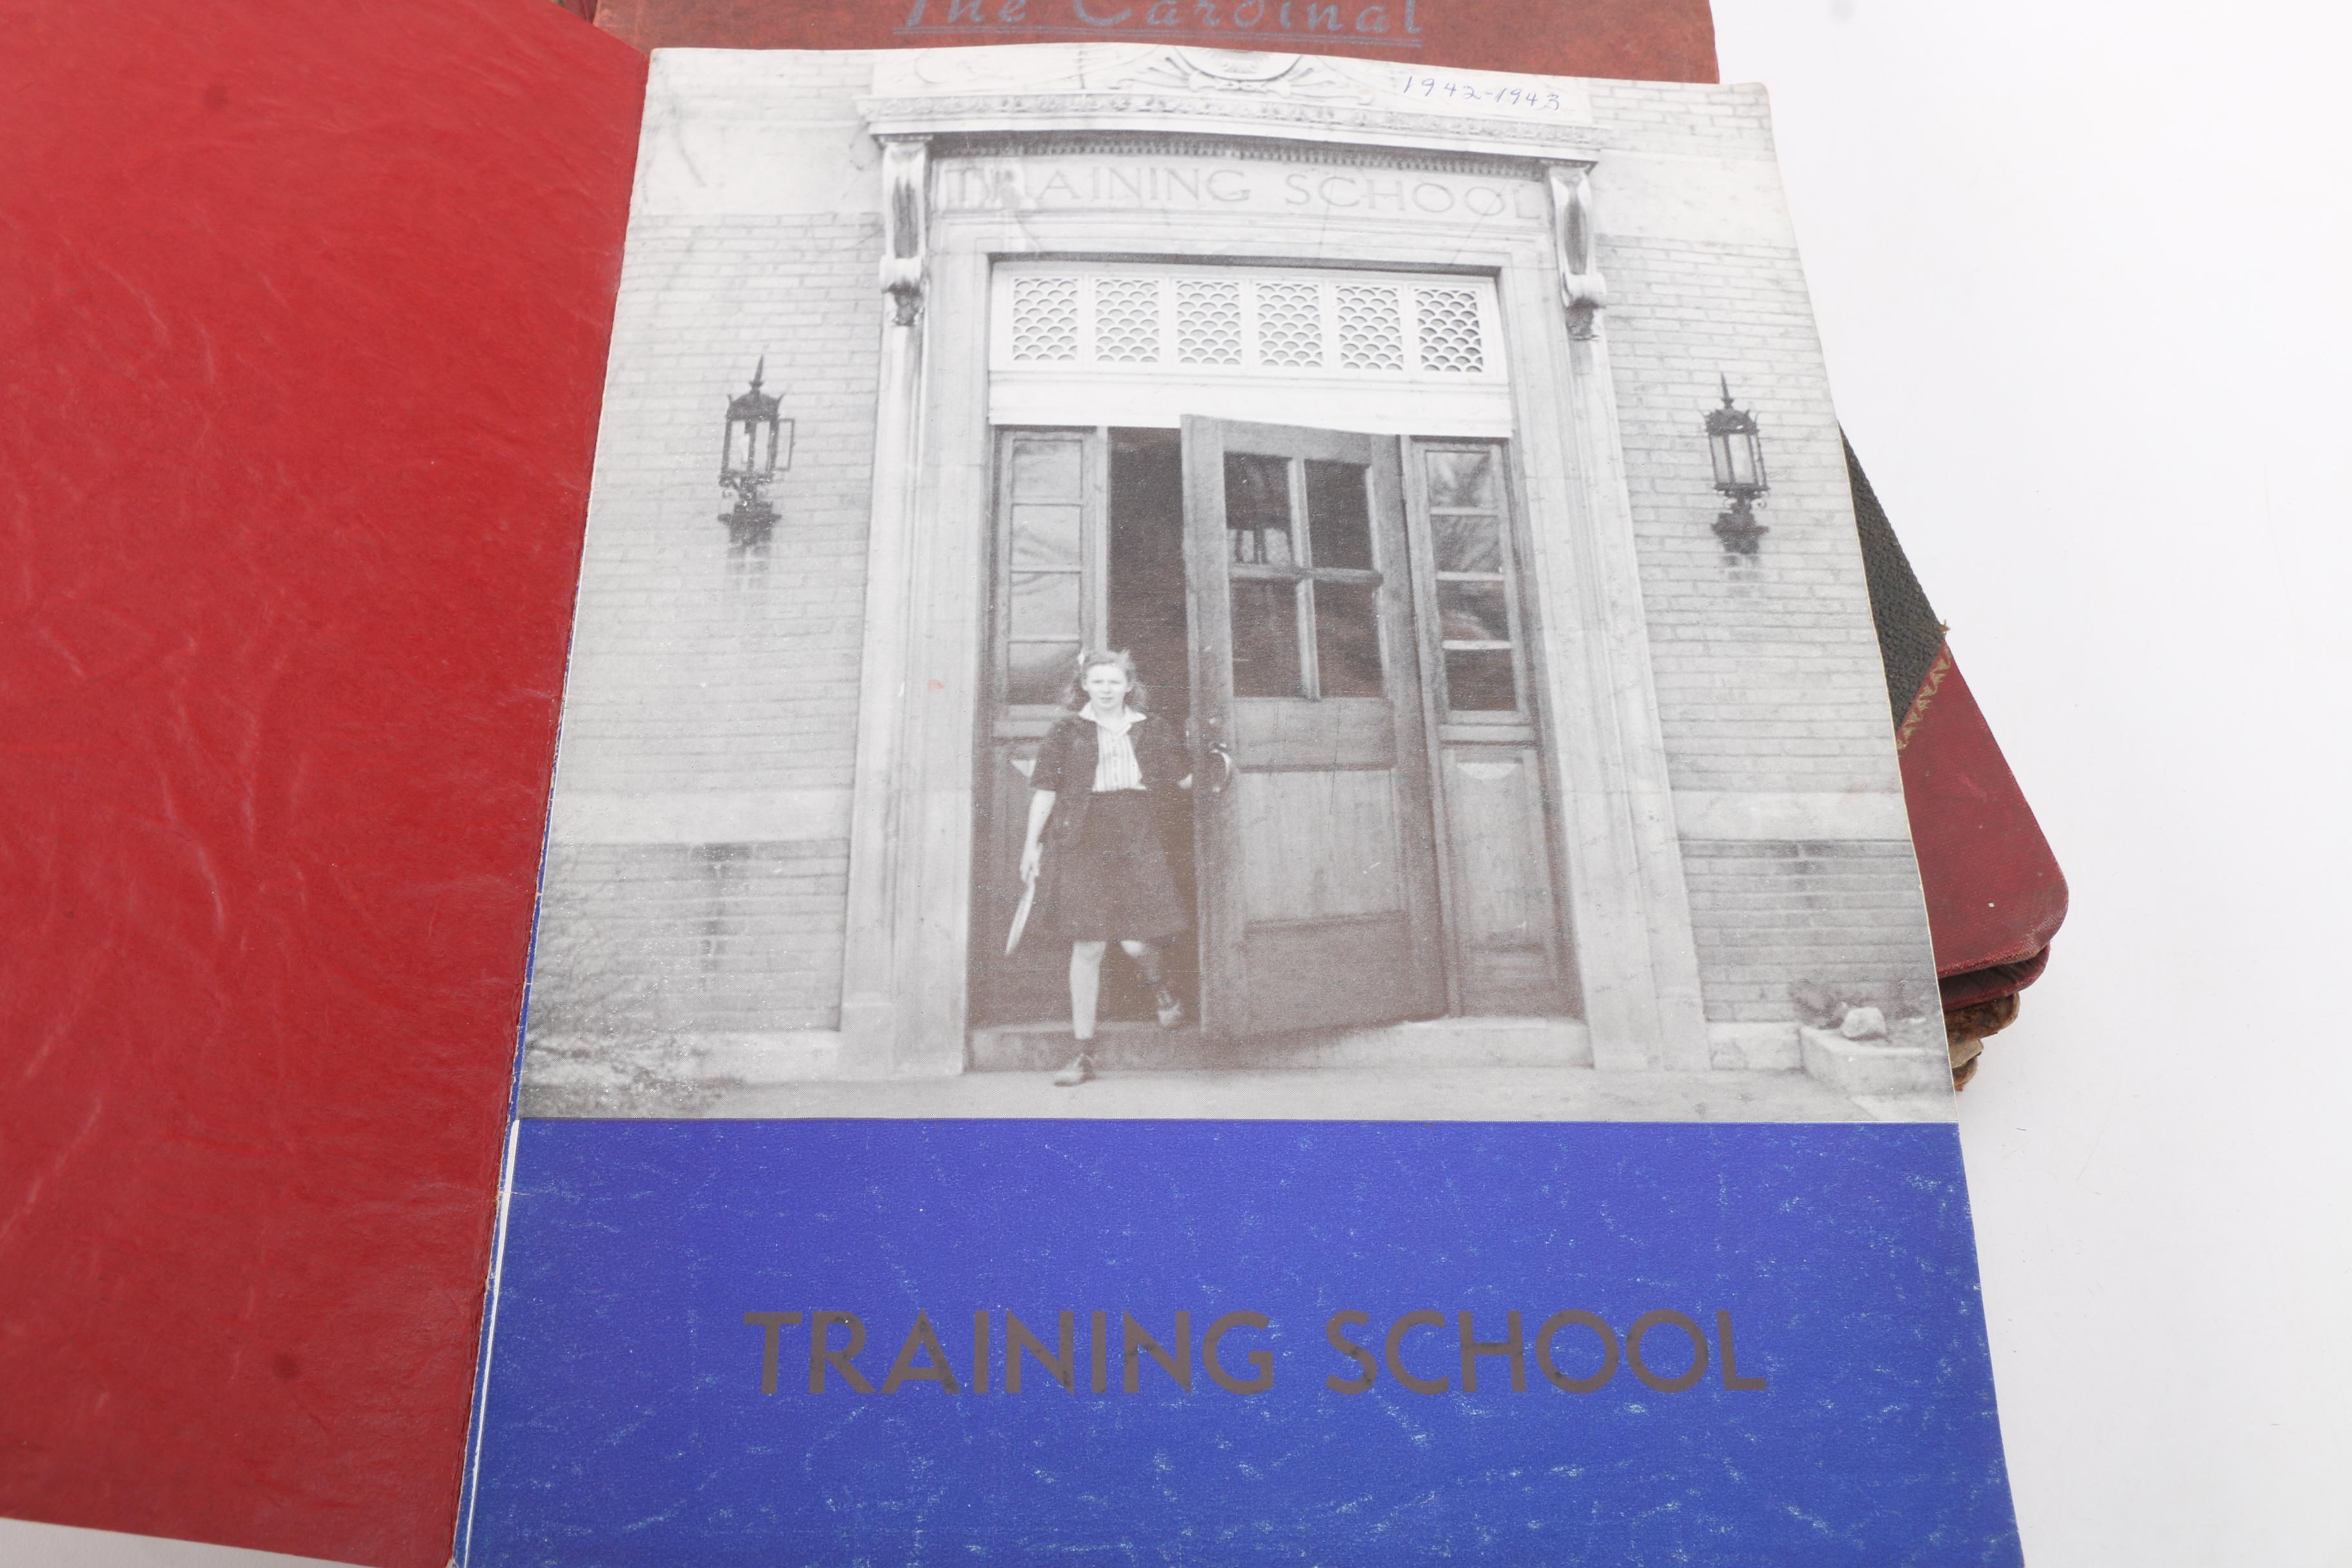 The Cardinal
1942-1943
TRAINING SCHOOL
TRAINING SCHOOL